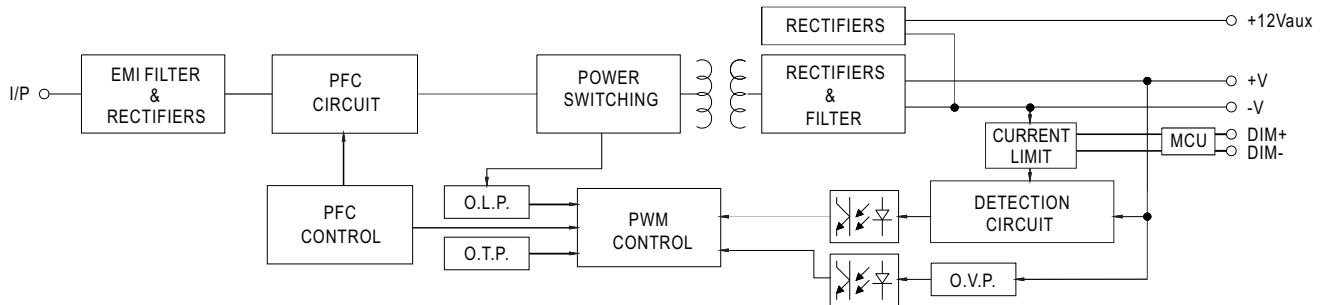 RECTIFIERS
+12Vaux
I/P
EMI FILTER
&
RECTIFIERS
PFC
CIRCUIT
POWER
SWITCHING
RECTIFIERS
&
FILTER
+V
-V
CURRENT
LIMIT
MCU
DIM+
DIM-
PFC
CONTROL
O.L.P.
O.T.P.
PWM
CONTROL
DETECTION
CIRCUIT
O.V.P.